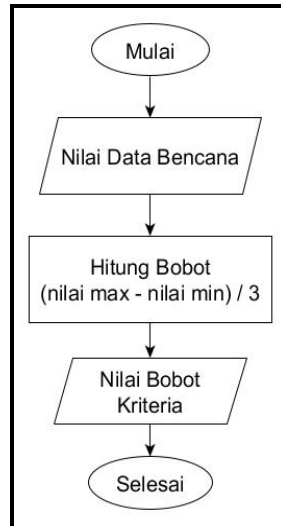 Mulai
Nilai Data Bencana
Hitung Bobot
(nilai max - nilai min) / 3
Nilai Bobot
Kriteria
Selesai